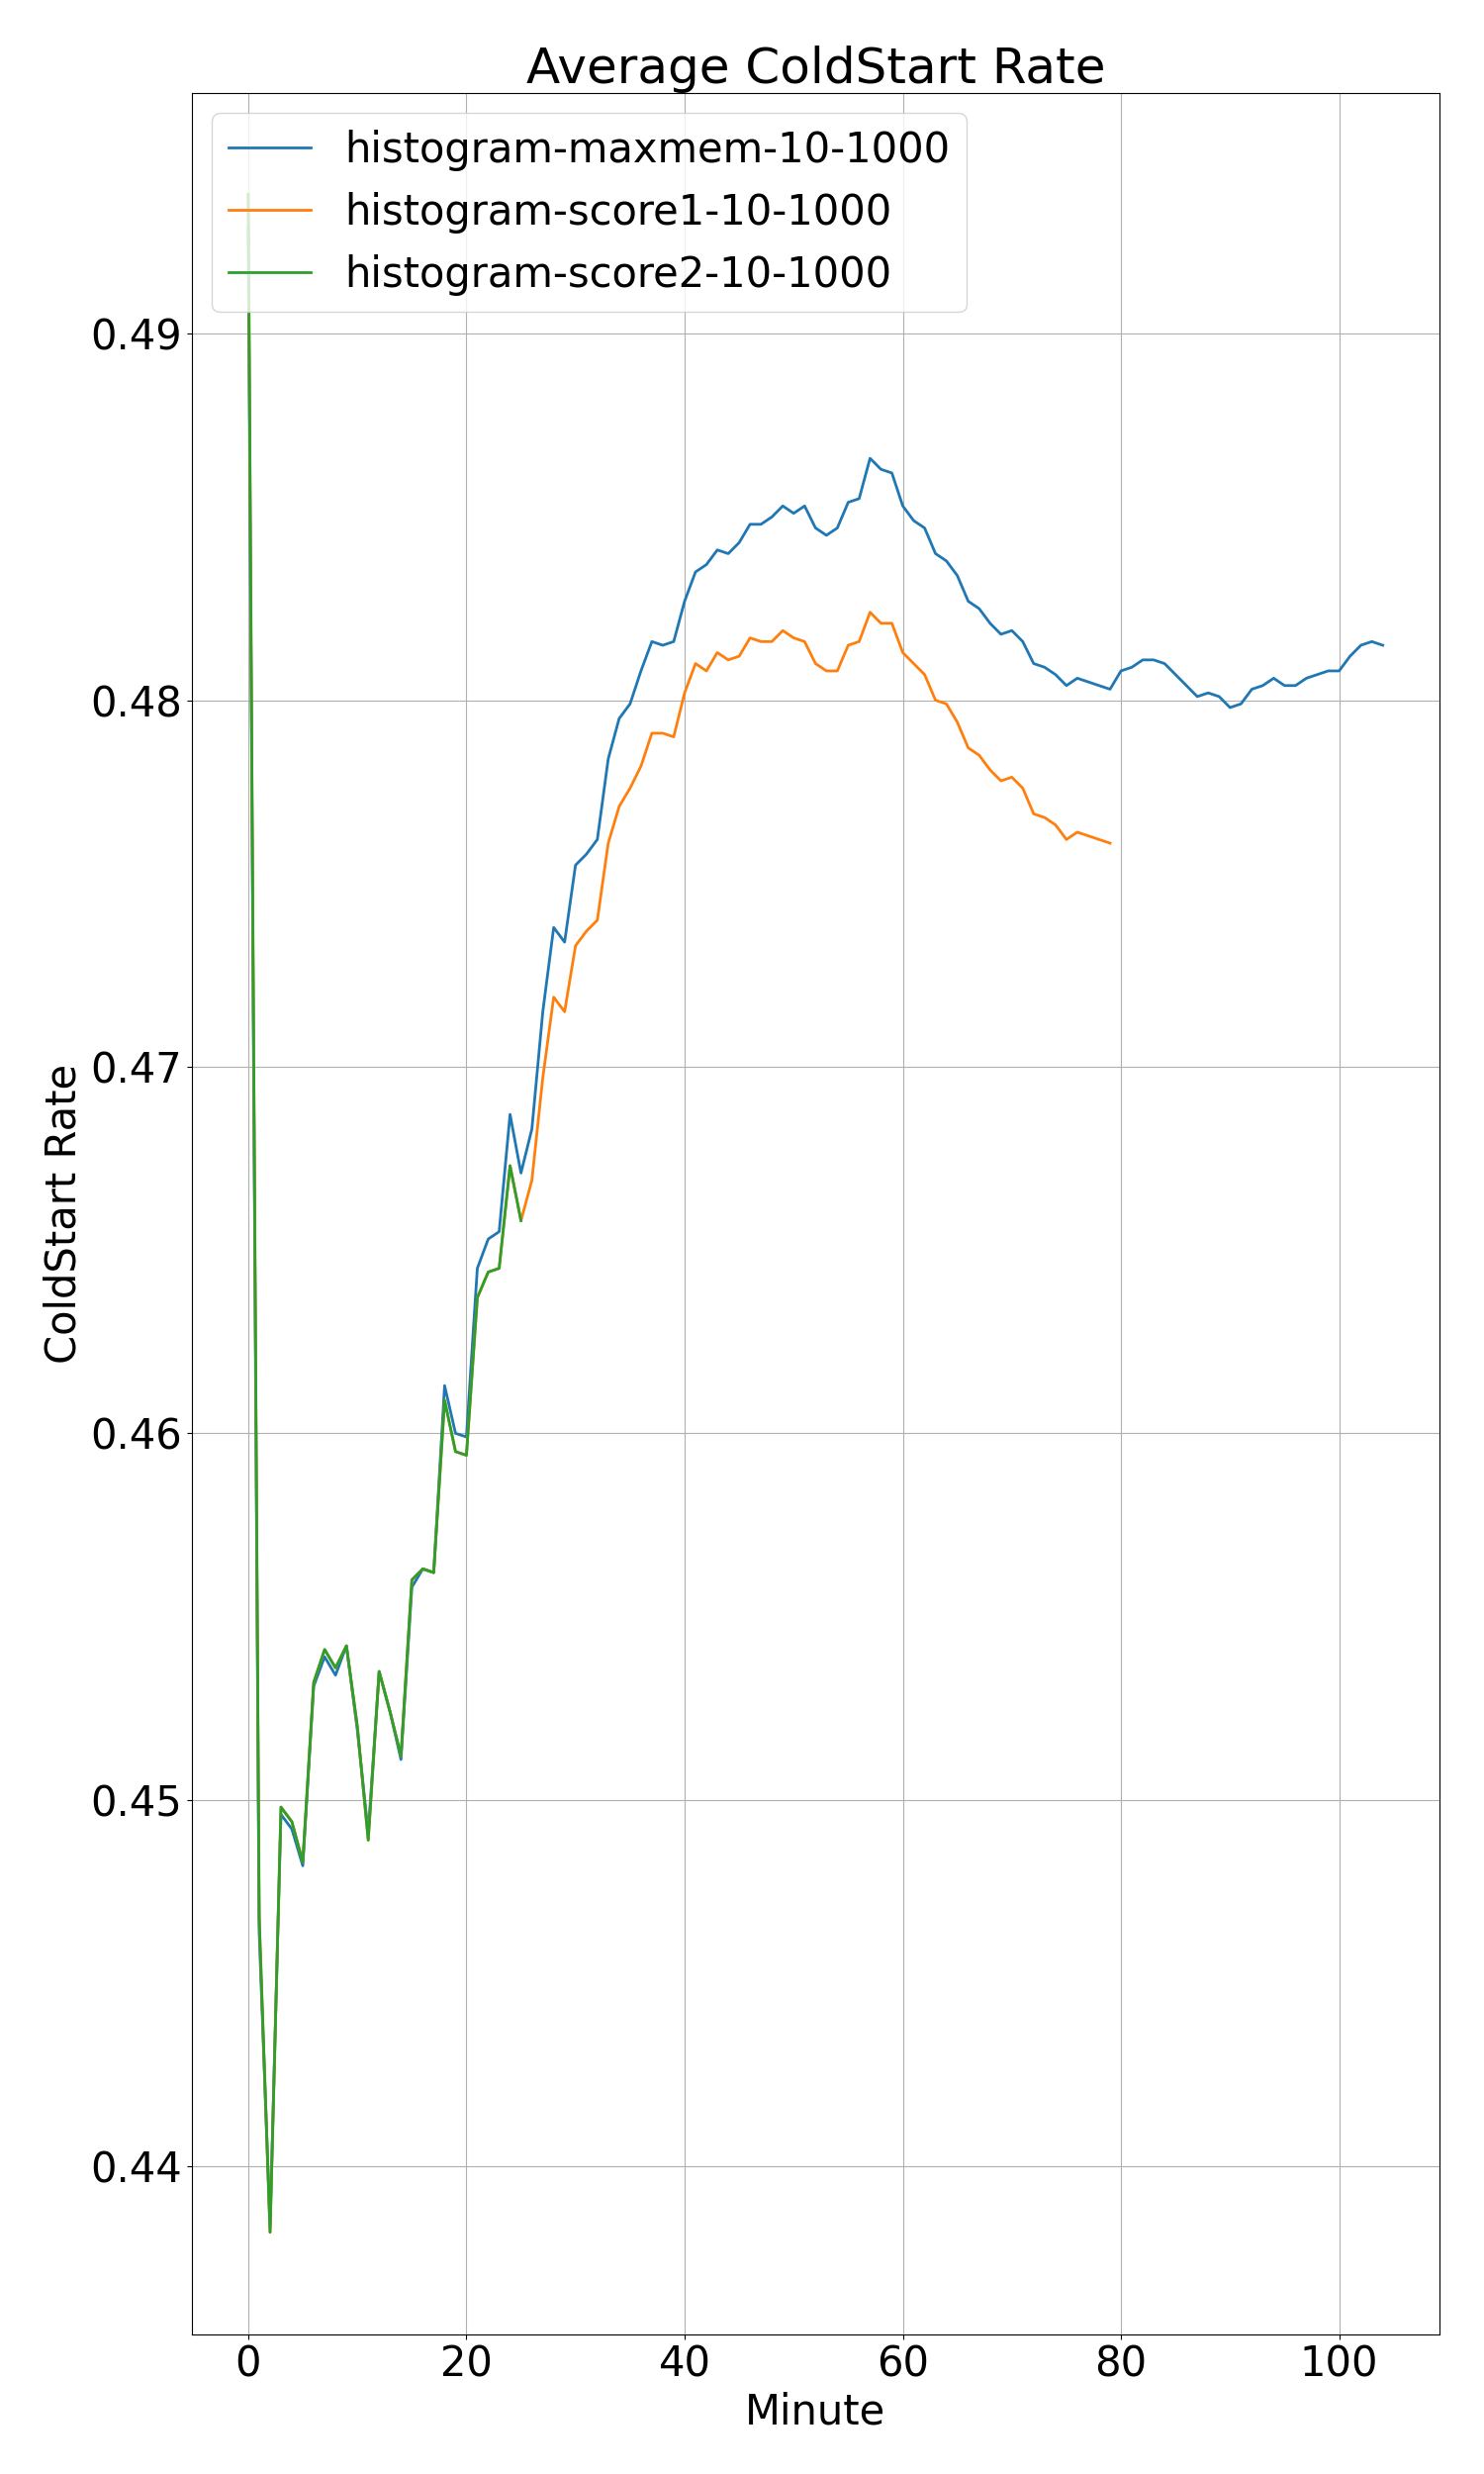 Average ColdStart Rate
histogram-maxmem-10-1000
histogram-score1-10-1000
histogram-score2-10-1000
0.49
0.48
0.47
0.46
0.45
0.44
ColdStart Rate
0 20 40 60 80 100
Minute